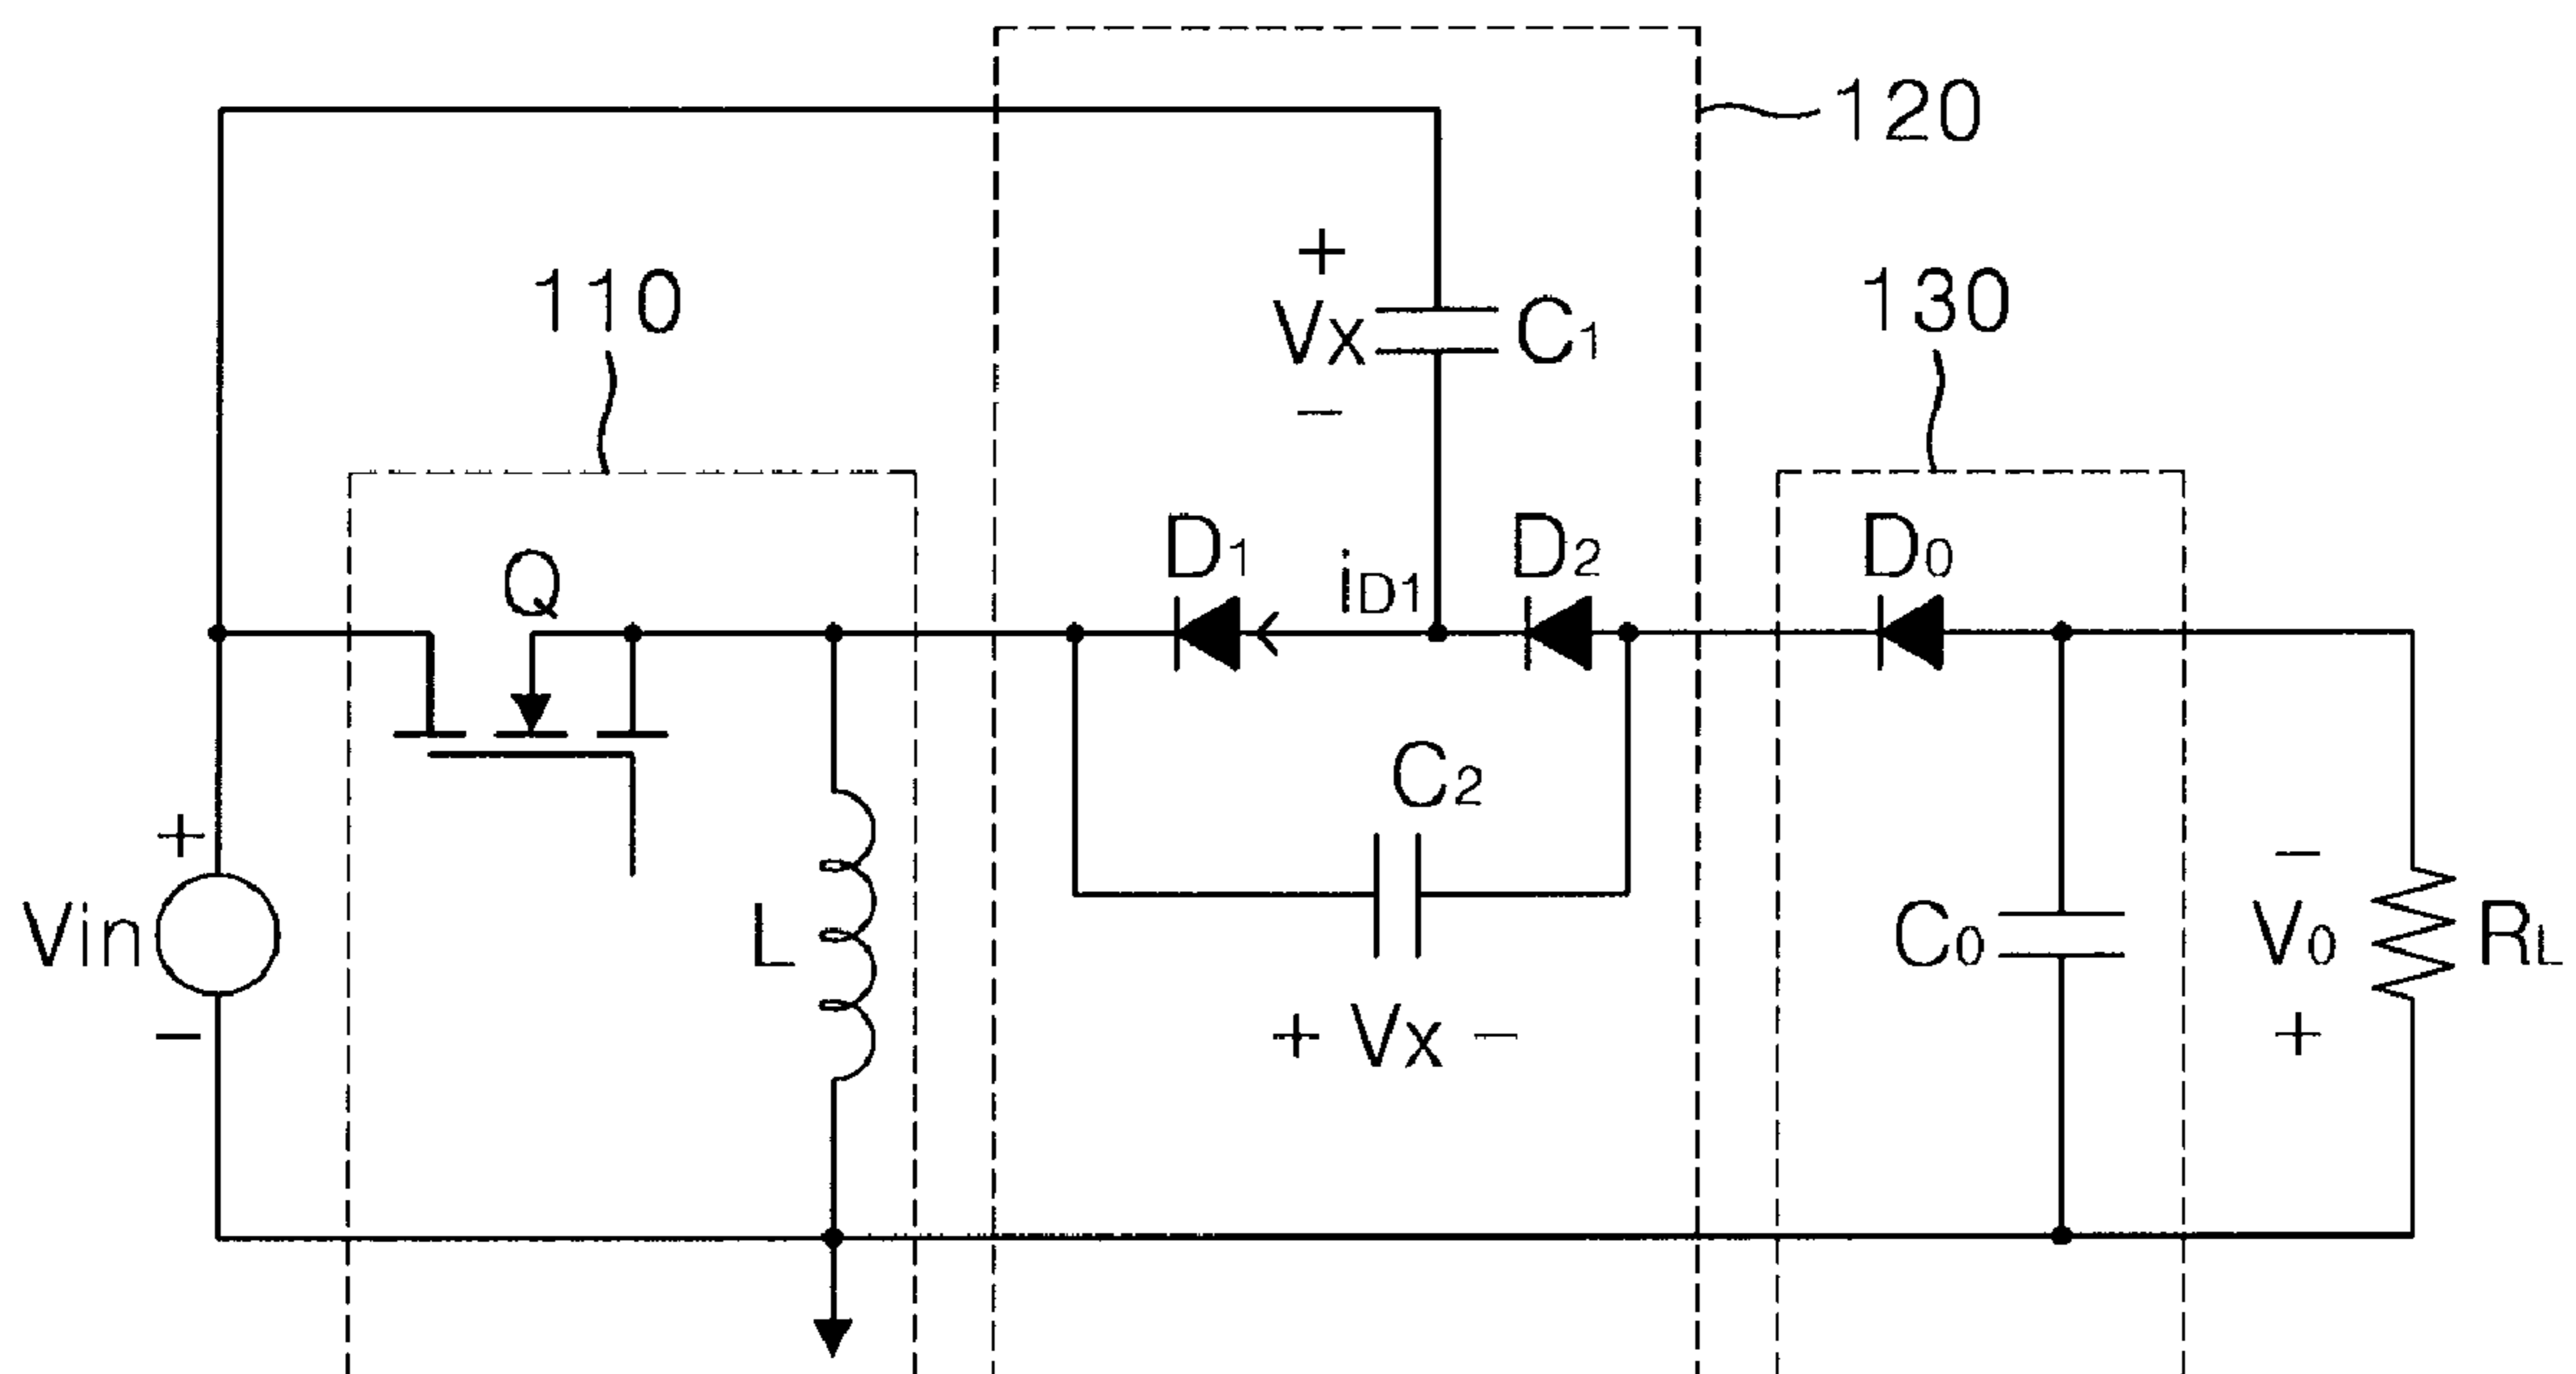 120
+
Vx C1
−
110
130
Q
D1
iD1
D2
D0
C2
+
Vin
−
L
C0
−
V0
+
RL
+ Vx −